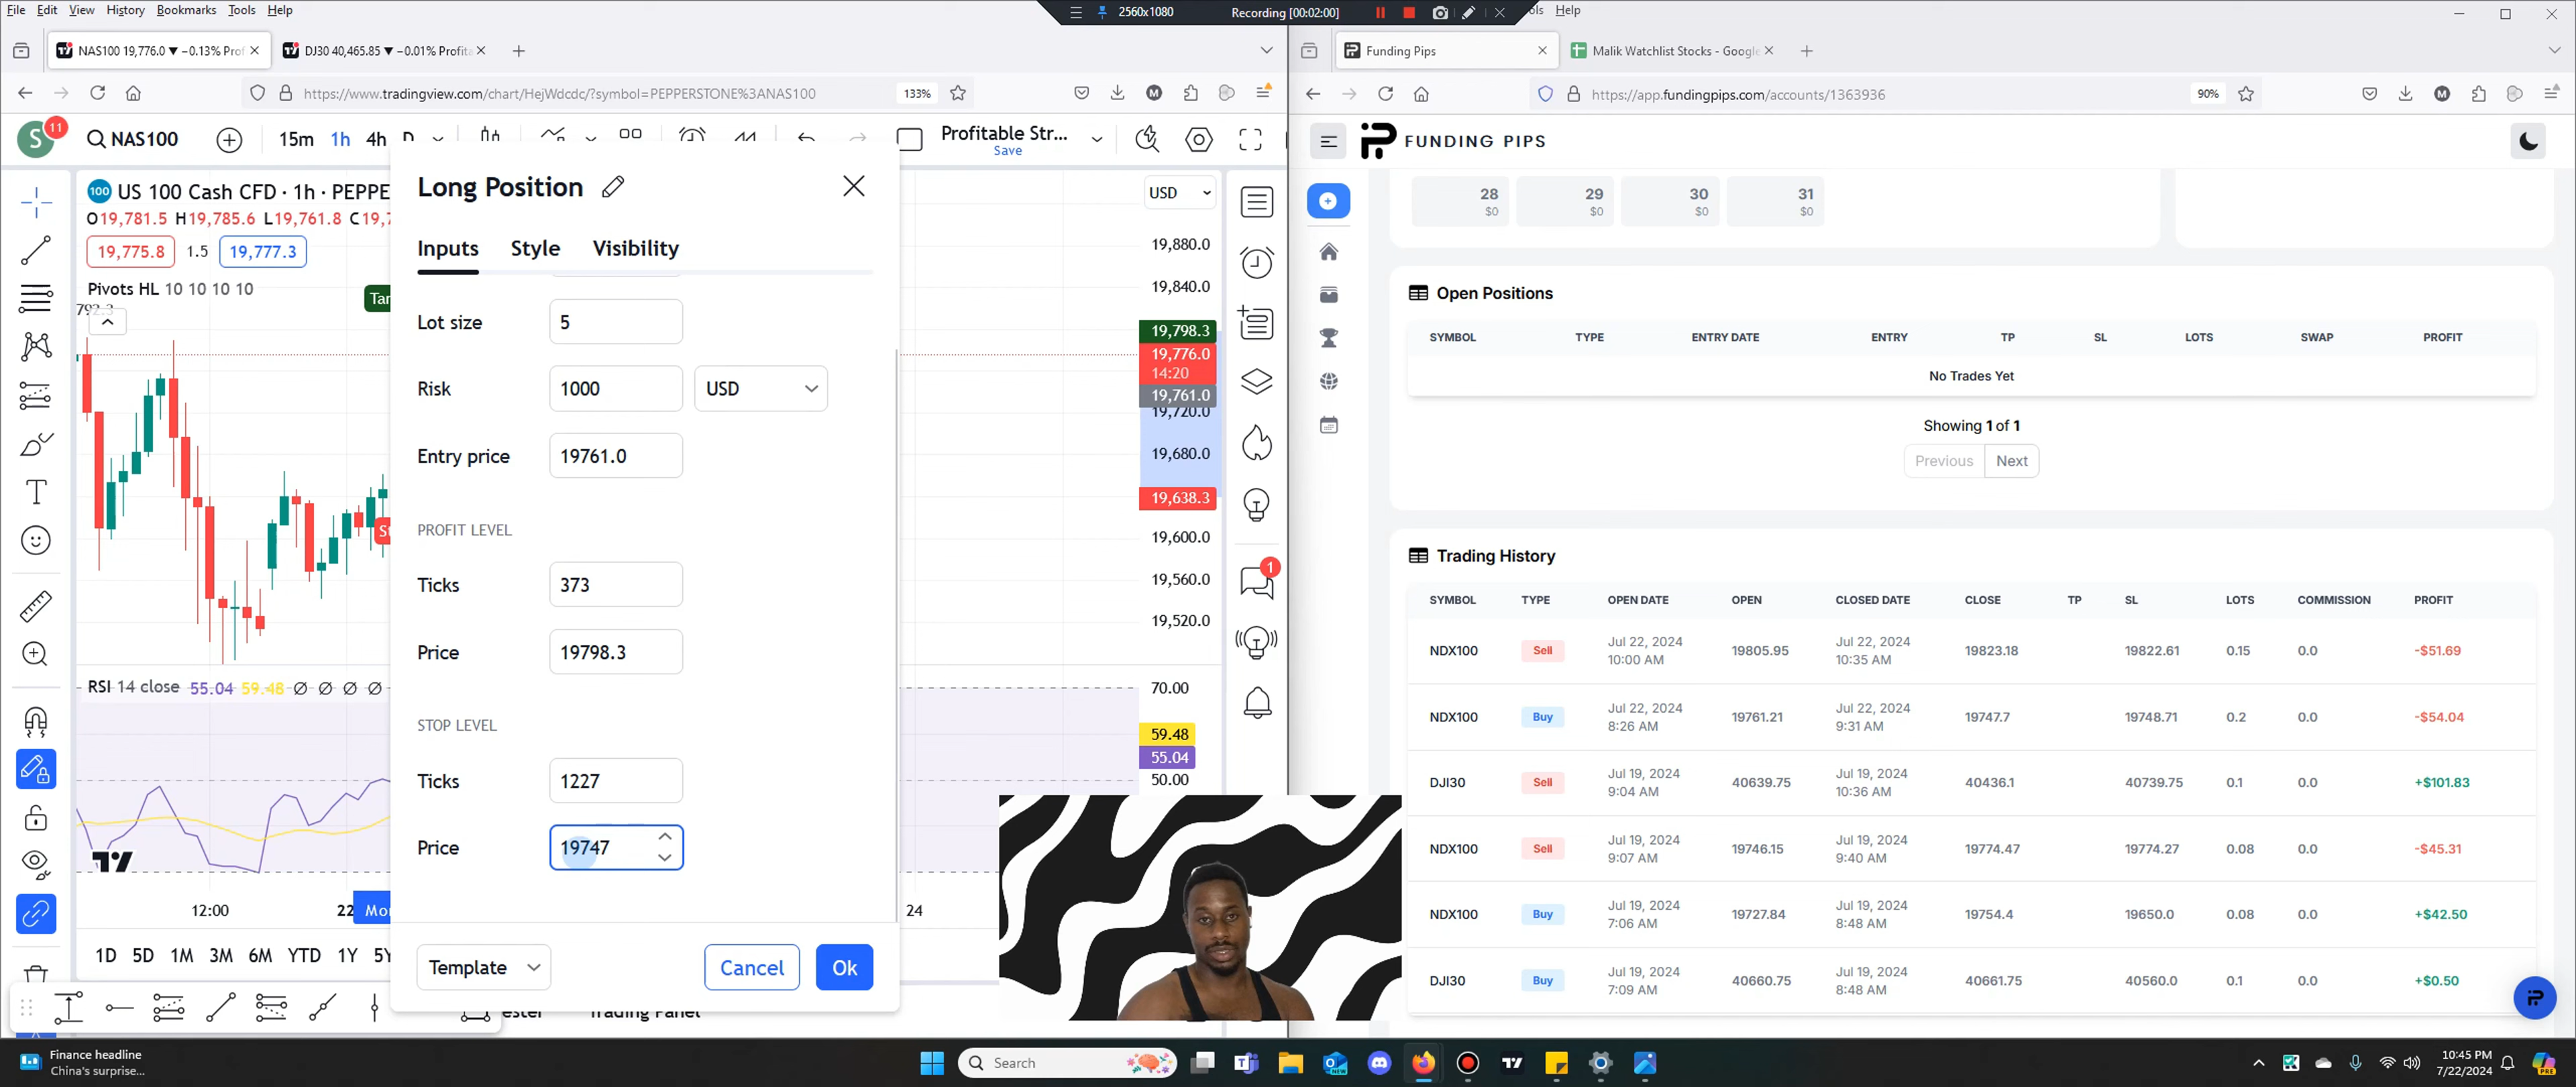 File Edit View History Bookmarks Tools Help
2560x1080 Recording [00:02:00]
Help
NAS100 19,776.0 ▼ −0.13% Prof
DJ30 40,465.85 ▼ −0.01% Profita
Funding Pips
Malik Watchlist Stocks - Google
https://www.tradingview.com/chart/HejWdcdc/?symbol=PEPPERSTONE%3ANAS100
133%
https://app.fundingpips.com/accounts/1363936
90%
S 11
NAS100
15m 1h 4h D
Profitable Str...
Save
FUNDING PIPS
100 US 100 Cash CFD · 1h · PEPPE
O19,781.5 H19,785.6 L19,761.8 C19,7
19,775.8 1.5 19,777.3
Pivots HL 10 10 10 10
Tar
Long Position
Inputs Style Visibility
Lot size 5
Risk 1000 USD
Entry price 19761.0
PROFIT LEVEL
Ticks 373
Price 19798.3
STOP LEVEL
Ticks 1227
Price 19747
Template Cancel Ok
USD
19,880.0
19,840.0
19,798.3
19,776.0
14:20
19,761.0
19,720.0
19,680.0
19,638.3
19,600.0
19,560.0
19,520.0
70.00
59.48
55.04
50.00
1
RSI 14 close 55.04 59.48 Ø Ø Ø Ø
12:00 22 Mo 24
1D 5D 1M 3M 6M YTD 1Y 5Y
ester Trading Panel
28 29 30 31
$0 $0 $0 $0
Open Positions
SYMBOL TYPE ENTRY DATE ENTRY TP SL LOTS SWAP PROFIT
No Trades Yet
Showing 1 of 1
Previous Next
Trading History
SYMBOL TYPE OPEN DATE OPEN CLOSED DATE CLOSE TP SL LOTS COMMISSION PROFIT
NDX100 Sell Jul 22, 2024 10:00 AM 19805.95 Jul 22, 2024 10:35 AM 19823.18 19822.61 0.15 0.0 -$51.69
NDX100 Buy Jul 22, 2024 8:26 AM 19761.21 Jul 22, 2024 9:31 AM 19747.7 19748.71 0.2 0.0 -$54.04
DJI30 Sell Jul 19, 2024 9:04 AM 40639.75 Jul 19, 2024 10:36 AM 40436.1 40739.75 0.1 0.0 +$101.83
NDX100 Sell Jul 19, 2024 9:07 AM 19746.15 Jul 19, 2024 9:40 AM 19774.47 19774.27 0.08 0.0 -$45.31
NDX100 Buy Jul 19, 2024 7:06 AM 19727.84 Jul 19, 2024 8:48 AM 19754.4 19650.0 0.08 0.0 +$42.50
DJI30 Buy Jul 19, 2024 7:09 AM 40660.75 Jul 19, 2024 8:48 AM 40661.75 40560.0 0.1 0.0 +$0.50
Finance headline
China's surprise...
Search
10:45 PM
7/22/2024